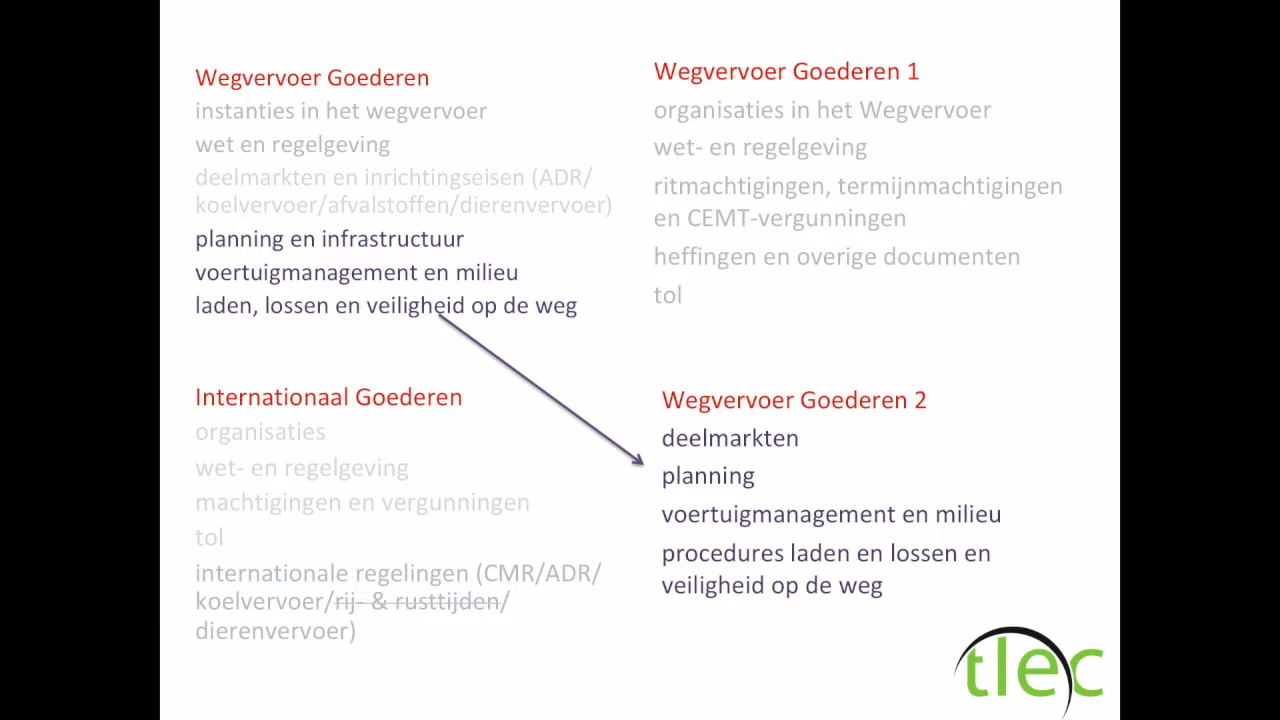 Wegvervoer Goederen
instanties in het wegvervoer
wet en regelgeving
deelmarkten en inrichtingseisen (ADR/
koelvervoer/afvalstoffen/dierenvervoer)
planning en infrastructuur
voertuigmanagement en milieu
laden, lossen en veiligheid op de weg
Wegvervoer Goederen 1
organisaties in het Wegvervoer
wet- en regelgeving
ritmachtigingen, termijnmachtigingen
en CEMT-vergunningen
heffingen en overige documenten
tol
Internationaal Goederen
organisaties
wet- en regelgeving
machtigingen en vergunningen
tol
internationale regelingen (CMR/ADR/
koelvervoer/rij- & rusttijden/
dierenvervoer)
Wegvervoer Goederen 2
deelmarkten
planning
voertuigmanagement en milieu
procedures laden en lossen en
veiligheid op de weg
tlec